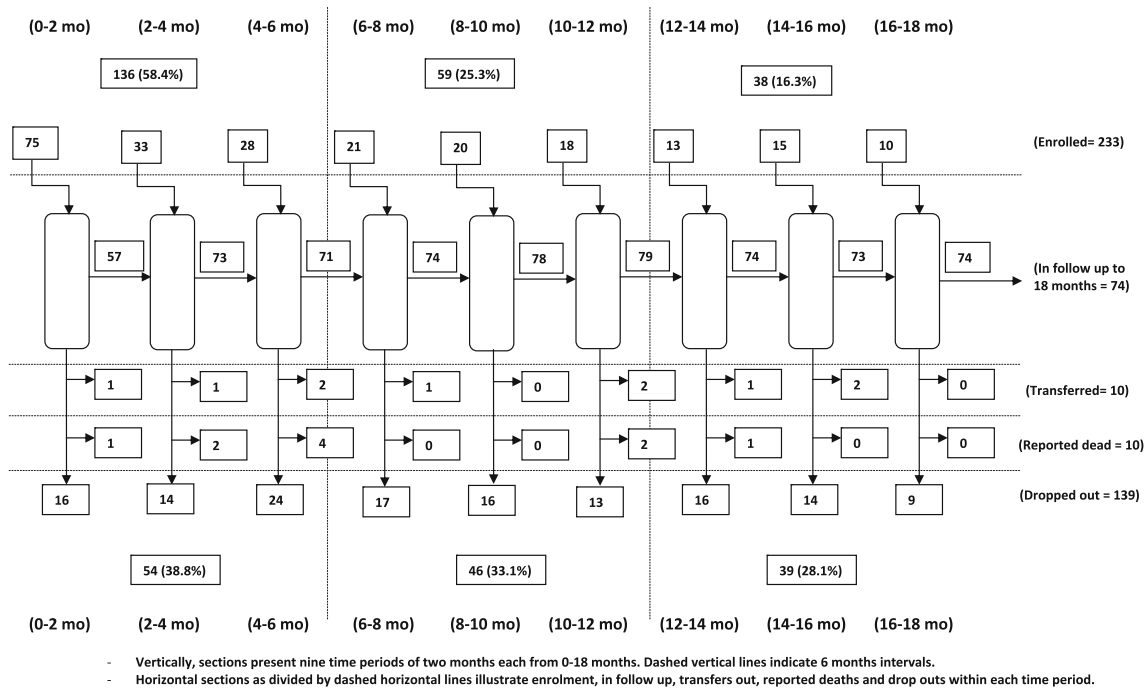 (0-2 mo) (2-4 mo) (4-6 mo) (6-8 mo) (8-10 mo) (10-12 mo) (12-14 mo) (14-16 mo) (16-18 mo)
136 (58.4%) 59 (25.3%) 38 (16.3%)
75 33 28 21 20 18 13 15 10 (Enrolled= 233)
57 73 71 74 78 79 74 73 74 (In follow up to
18 months = 74)
1 1 2 1 0 2 1 2 0 (Transferred= 10)
1 2 4 0 0 2 1 0 0 (Reported dead = 10)
16 14 24 17 16 13 16 14 9 (Dropped out = 139)
54 (38.8%) 46 (33.1%) 39 (28.1%)
(0-2 mo) (2-4 mo) (4-6 mo) (6-8 mo) (8-10 mo) (10-12 mo) (12-14 mo) (14-16 mo) (16-18 mo)
- Vertically, sections present nine time periods of two months each from 0-18 months. Dashed vertical lines indicate 6 months intervals.
- Horizontal sections as divided by dashed horizontal lines illustrate enrolment, in follow up, transfers out, reported deaths and drop outs within each time period.